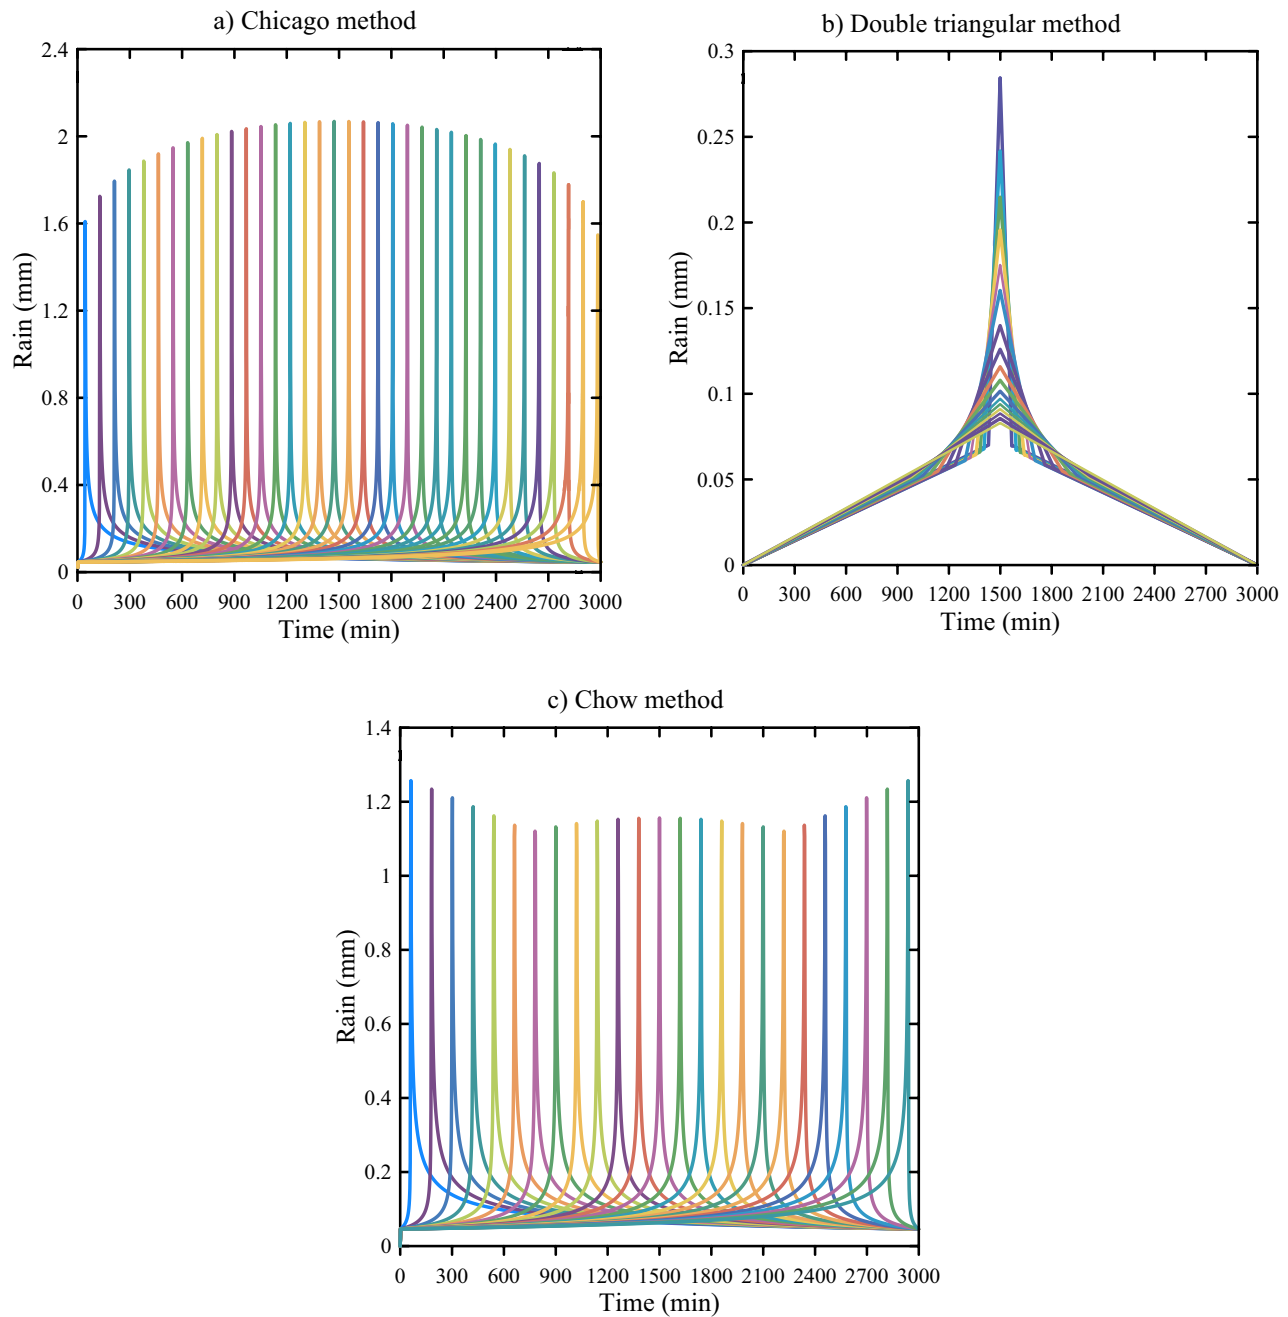 a) Chicago method
2.4
2
1.6
1.2
0.8
0.4
0
Rain (mm)
0 300 600 900 1200 1500 1800 2100 2400 2700 3000
Time (min)
b) Double triangular method
0.3
0.25
0.2
0.15
0.1
0.05
0
Rain (mm)
0 300 600 900 1200 1500 1800 2100 2400 2700 3000
Time (min)
c) Chow method
1.4
1.2
1
0.8
0.6
0.4
0.2
0
Rain (mm)
0 300 600 900 1200 1500 1800 2100 2400 2700 3000
Time (min)